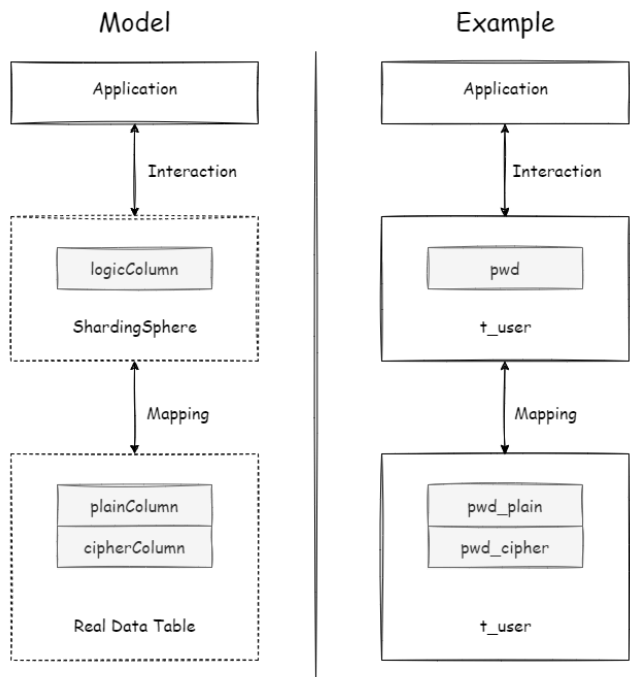 Model
Example
Application
Application
Interaction
Interaction
logicColumn
pwd
ShardingSphere
t_user
Mapping
Mapping
plainColumn
pwd_plain
cipherColumn
pwd_cipher
Real Data Table
t_user